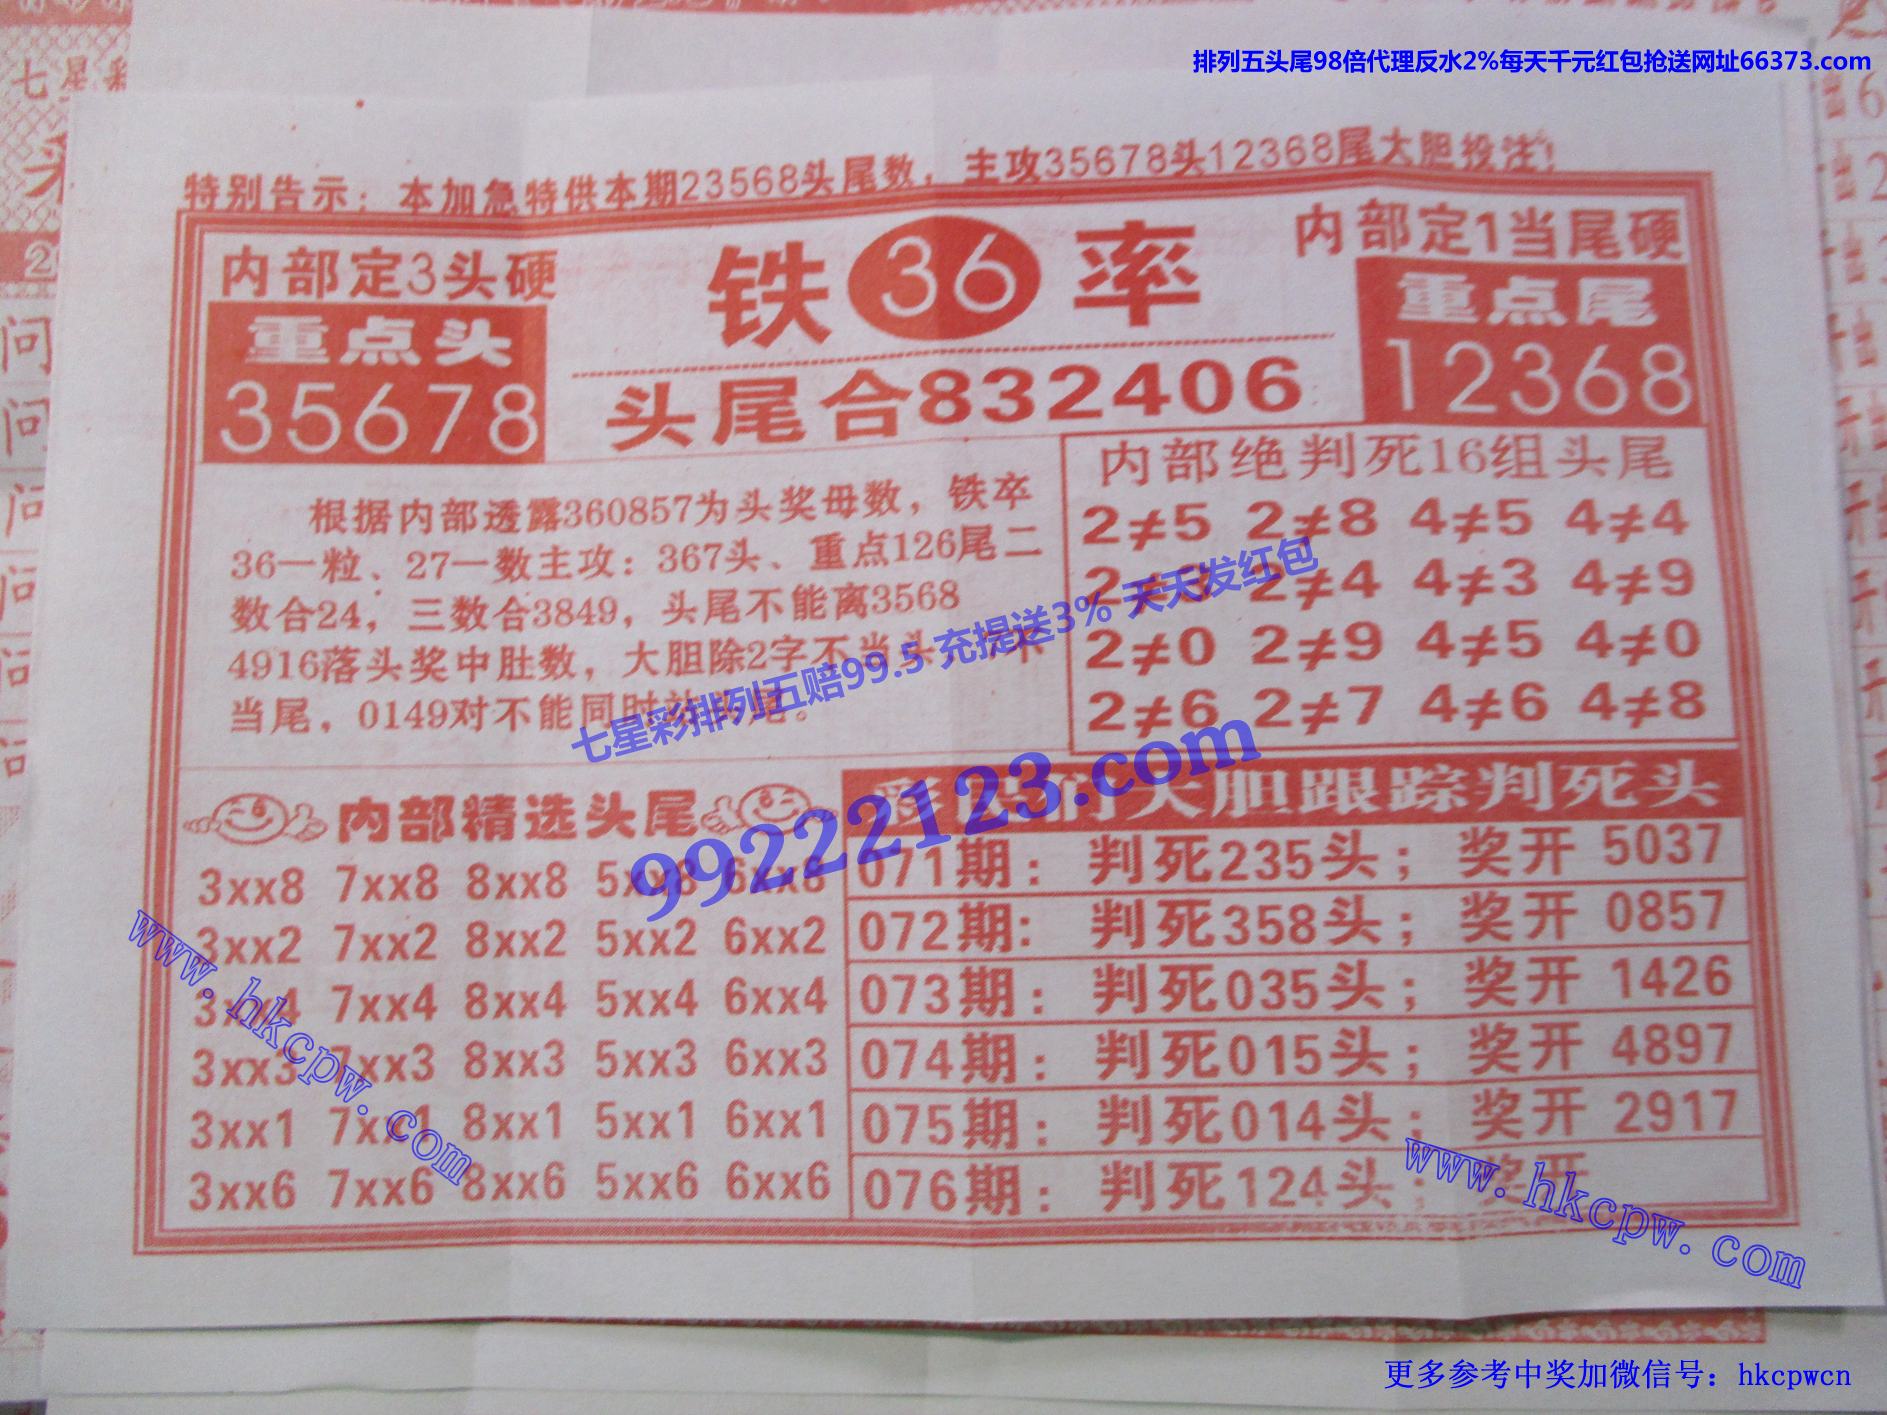 排列五头尾98倍代理反水2%每天千元红包抢送网址66373.com
七星彩
特别告示：本加急特供本期23568头尾数，主攻35678头12368尾大胆投注！
内部定3头硬
重点头
35678
铁36率
头尾合832406
内部定1当尾硬
重点尾
12368
根据内部透露360857为头奖毋数，铁卒
36一粒、27一数主攻：367头、重点126尾二
数合24，三数合3849，头尾不能离3568
4916落头奖中肚数，大胆除2字不当头
当尾，0149对不能同时
尾。
内部绝判死16组头尾
2≠5 2≠8 4≠5 4≠4
2≠4 4≠3 4≠9
2≠0 2≠9 4≠5 4≠0
2≠6 2≠7 4≠6 4≠8
七星彩排列五赔99.5 充提送3% 天天发红包
99222123.com
内部精选头尾
3xx8 7xx8 8xx8 5xx8 6xx8
3xx2 7xx2 8xx2 5xx2 6xx2
3xx4 7xx4 8xx4 5xx4 6xx4
3xx3 7xx3 8xx3 5xx3 6xx3
3xx1 7xx1 8xx1 5xx1 6xx1
3xx6 7xx6 8xx6 5xx6 6xx6
大胆跟踪判死头
071期：判死235头；奖开 5037
072期：判死358头；奖开 0857
073期：判死035头；奖开 1426
074期：判死015头；奖开 4897
075期：判死014头；奖开 2917
076期：判死124头；奖开
www.hkcpw.com
www.hkcpw.com
更多参考中奖加微信号：hkcpwcn